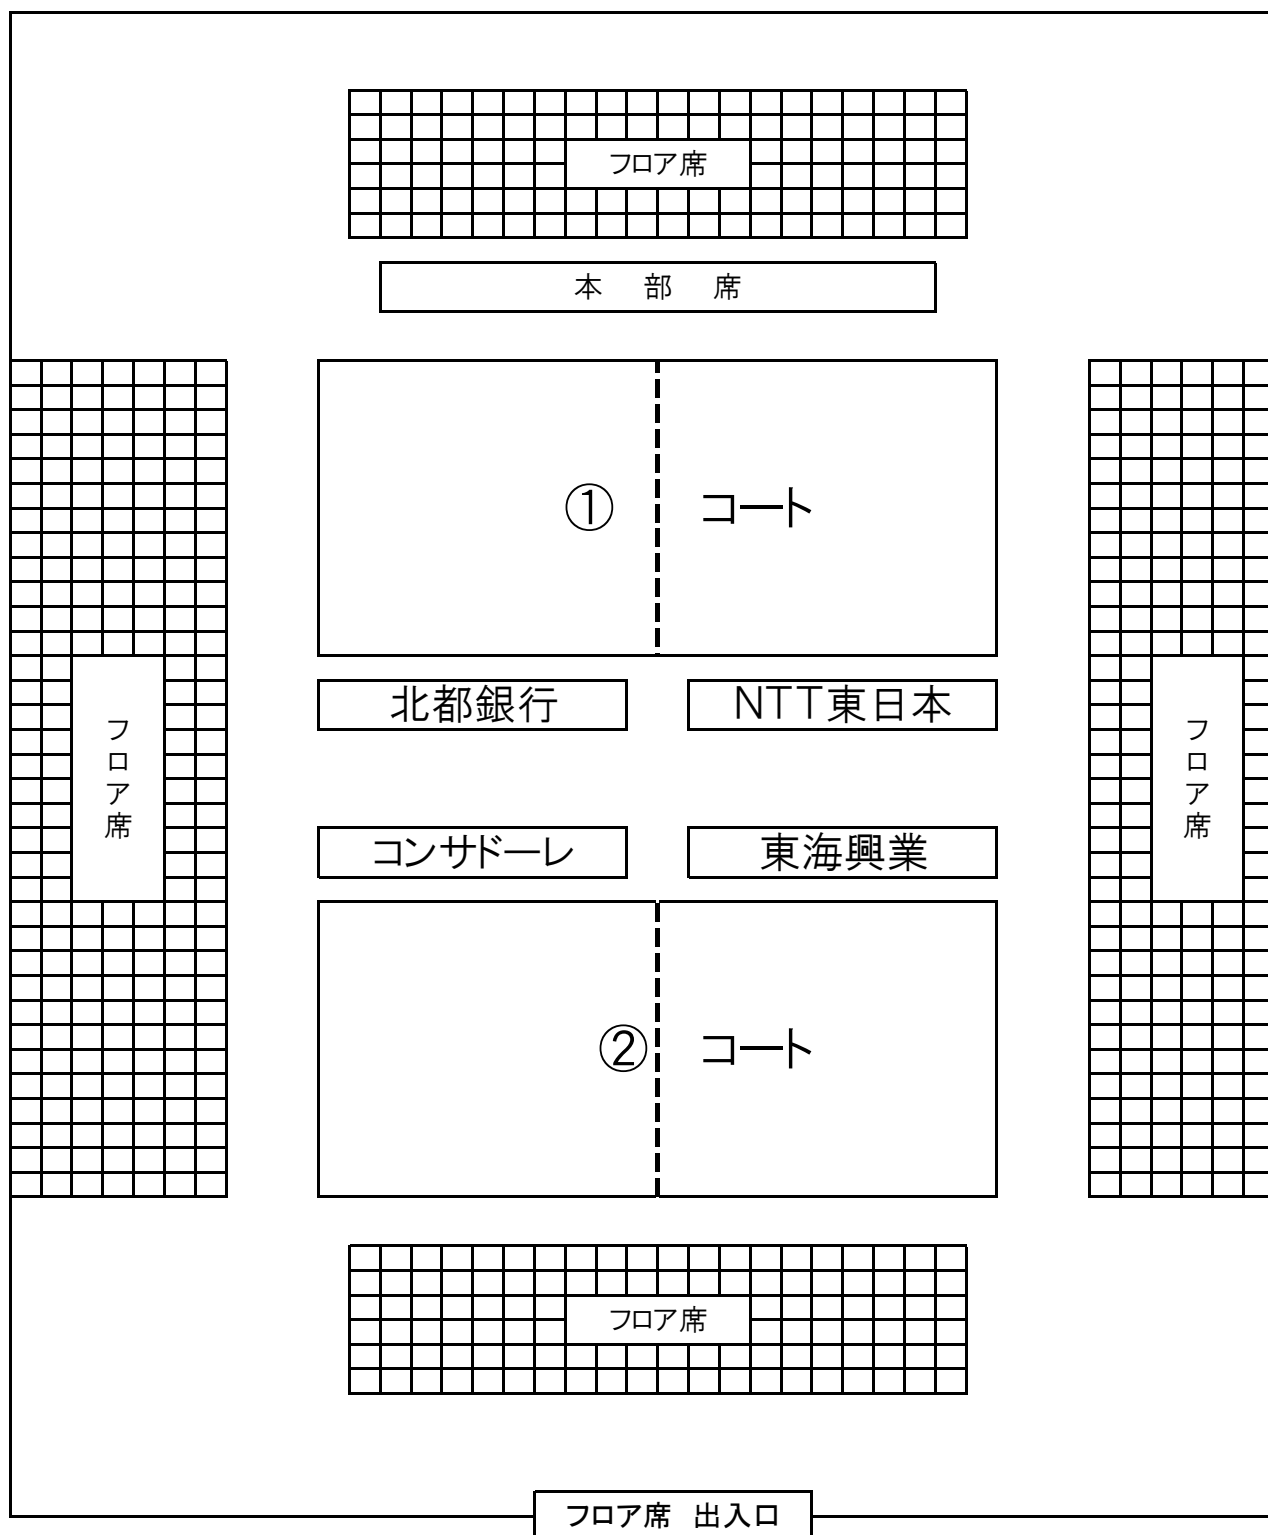 フロア席
本 部 席
① コート
北都銀行 NTT東日本
フロア席
フロア席
コンサドーレ 東海興業
② コート
フロア席
フロア席 出入口